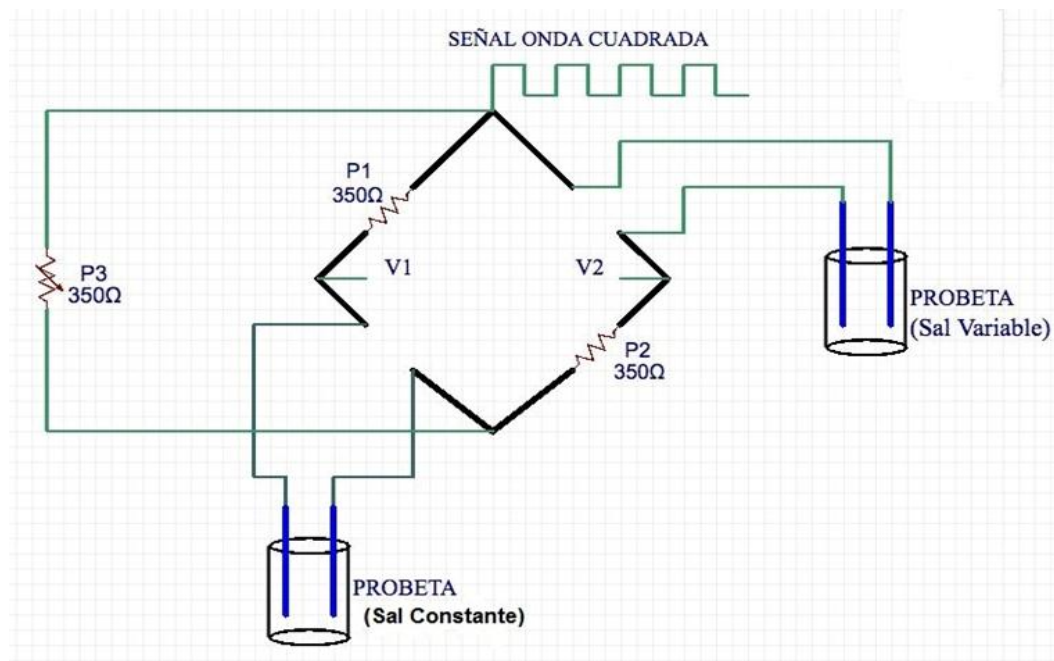 SEÑAL ONDA CUADRADA
P1
350Ω
V1
V2
P3
350Ω
PROBETA
(Sal Variable)
P2
350Ω
PROBETA
(Sal Constante)